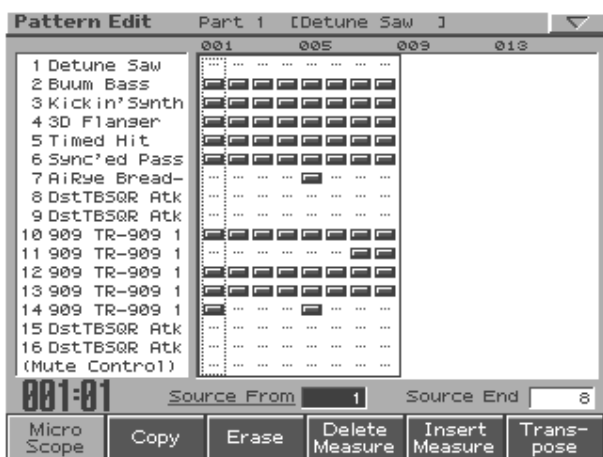 Pattern Edit Part 1 [Detune Saw ]
001 005 009 013
1 Detune Saw
2 Buum Bass
3 Kickin'Synth
4 3D Flanger
5 Timed Hit
6 Sync'ed Pass
7 AiRye Bread-
8 DstTBSQR Atk
9 DstTBSQR Atk
10 909 TR-909 1
11 909 TR-909 1
12 909 TR-909 1
13 909 TR-909 1
14 909 TR-909 1
15 DstTBSQR Atk
16 DstTBSQR Atk
(Mute Control)
001:01 Source From 1 Source End 8
Micro Scope Copy Erase Delete Measure Insert Measure Trans-pose